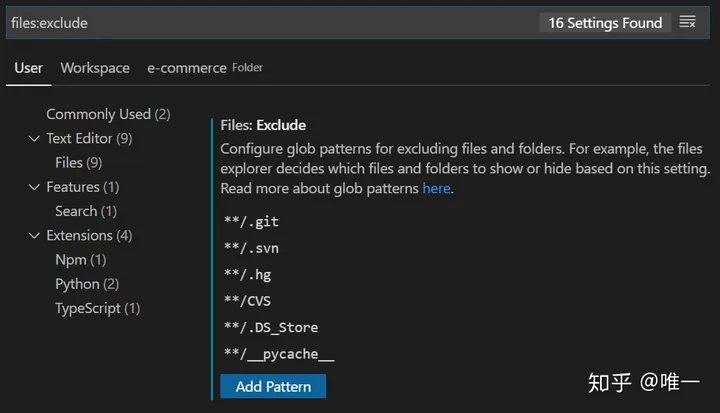 files:exclude
16 Settings Found
User Workspace e-commerce Folder
Commonly Used (2)
Text Editor (9)
Files (9)
Features (1)
Search (1)
Extensions (4)
Npm (1)
Python (2)
TypeScript (1)
Files: Exclude
Configure glob patterns for excluding files and folders. For example, the files
explorer decides which files and folders to show or hide based on this setting.
Read more about glob patterns here.
**/.git
**/.svn
**/.hg
**/CVS
**/.DS_Store
**/__pycache__
Add Pattern
知乎 @唯一